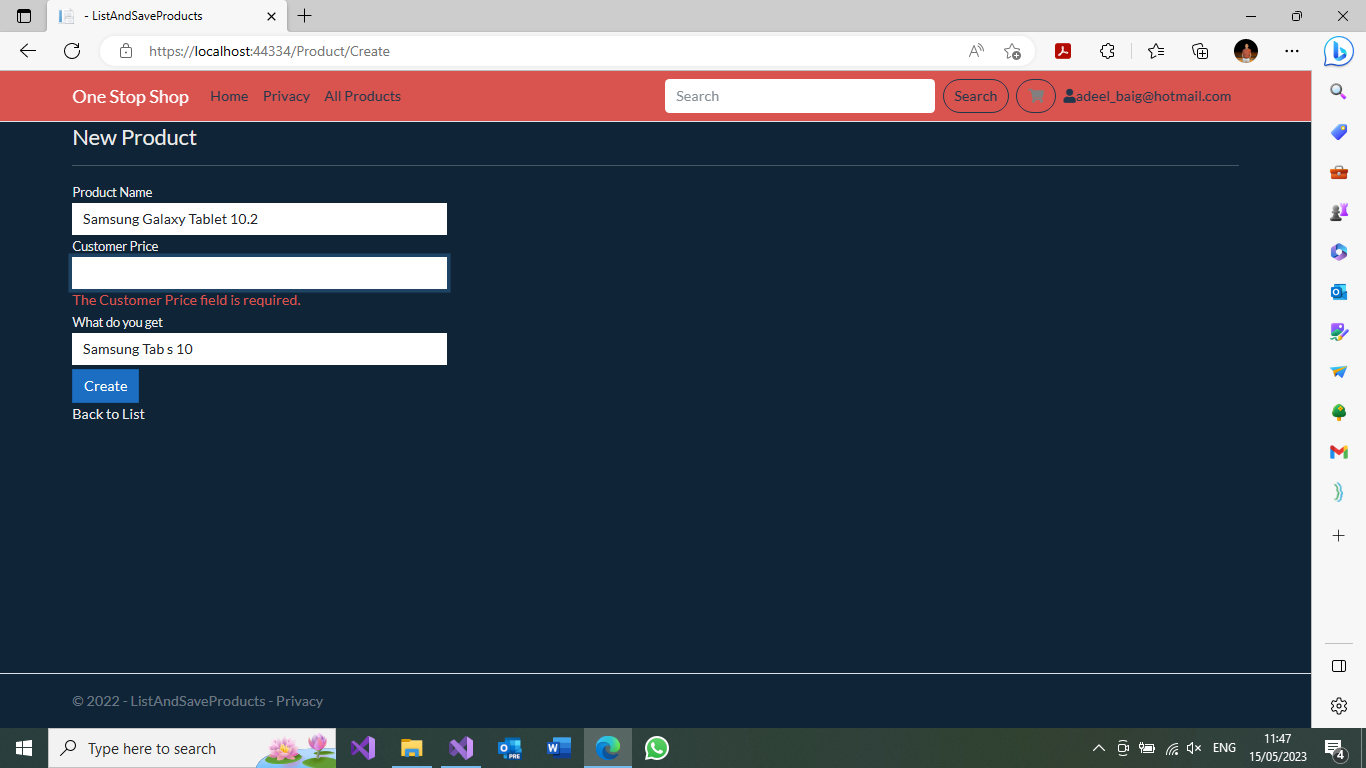 - ListAndSaveProducts
https://localhost:44334/Product/Create
One Stop Shop Home Privacy All Products Search Search adeel_baig@hotmail.com
New Product
Product Name
Samsung Galaxy Tablet 10.2
Customer Price
The Customer Price field is required.
What do you get
Samsung Tab s 10
Create
Back to List
© 2022 - ListAndSaveProducts - Privacy
Type here to search
PRE
ENG
11:47
15/05/2023
4